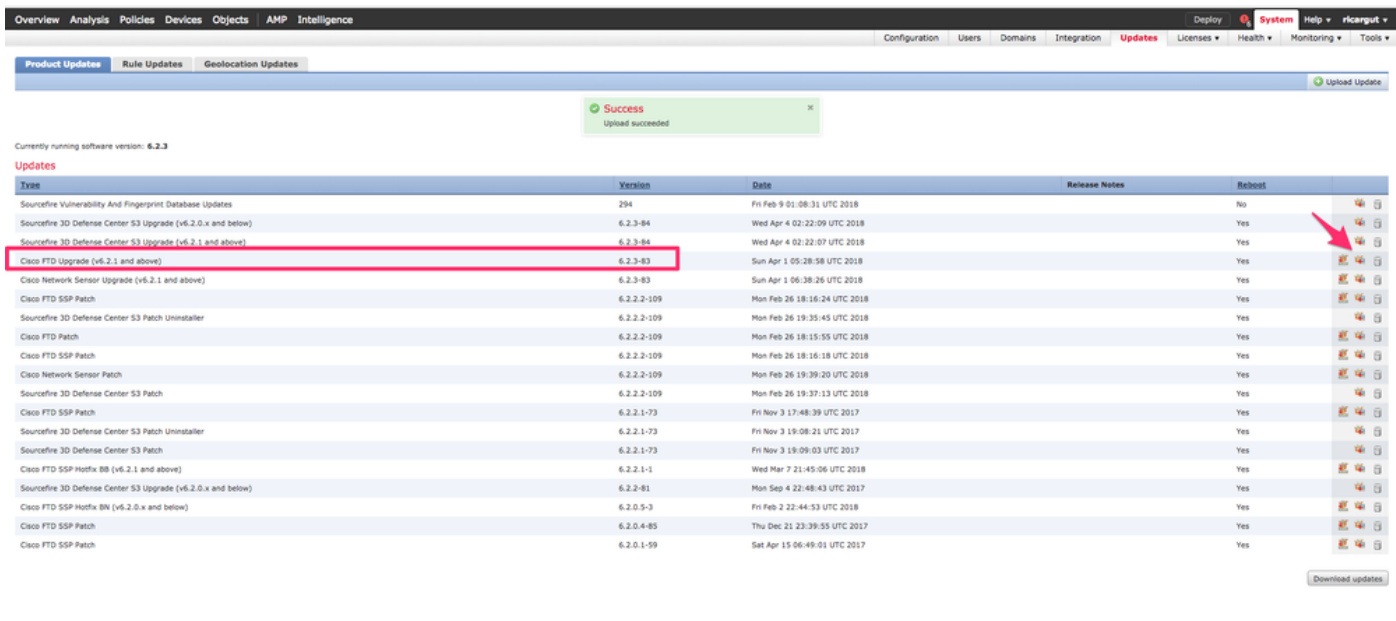 Overview Analysis Policies Devices Objects AMP Intelligence Deploy System Help ricargut
Configuration Users Domains Integration Updates Licenses Health Monitoring Tools
Product Updates Rule Updates Geolocation Updates
Upload Update
Success
Upload succeeded
Currently running software version: 6.2.3
Updates
Type Version Date Release Notes Reboot
Sourcefire Vulnerability And Fingerprint Database Updates 294 Fri Feb 9 01:08:31 UTC 2018 No
Sourcefire 3D Defense Center S3 Upgrade (v6.2.0.x and below) 6.2.3-84 Wed Apr 4 02:22:09 UTC 2018 Yes
Sourcefire 3D Defense Center S3 Upgrade (v6.2.1 and above) 6.2.3-84 Wed Apr 4 02:22:07 UTC 2018 Yes
Cisco FTD Upgrade (v6.2.1 and above) 6.2.3-83 Sun Apr 1 05:28:58 UTC 2018 Yes
Cisco Network Sensor Upgrade (v6.2.1 and above) 6.2.3-83 Sun Apr 1 06:38:26 UTC 2018 Yes
Cisco FTD SSP Patch 6.2.2.2-109 Mon Feb 26 18:16:24 UTC 2018 Yes
Sourcefire 3D Defense Center S3 Patch Uninstaller 6.2.2.2-109 Mon Feb 26 19:35:45 UTC 2018 Yes
Cisco FTD Patch 6.2.2.2-109 Mon Feb 26 18:15:55 UTC 2018 Yes
Cisco FTD SSP Patch 6.2.2.2-109 Mon Feb 26 18:16:18 UTC 2018 Yes
Cisco Network Sensor Patch 6.2.2.2-109 Mon Feb 26 19:39:20 UTC 2018 Yes
Sourcefire 3D Defense Center S3 Patch 6.2.2.2-109 Mon Feb 26 19:37:13 UTC 2018 Yes
Cisco FTD SSP Patch 6.2.2.1-73 Fri Nov 3 17:48:39 UTC 2017 Yes
Sourcefire 3D Defense Center S3 Patch Uninstaller 6.2.2.1-73 Fri Nov 3 19:08:21 UTC 2017 Yes
Sourcefire 3D Defense Center S3 Patch 6.2.2.1-73 Fri Nov 3 19:09:03 UTC 2017 Yes
Cisco FTD SSP Hotfix BB (v6.2.1 and above) 6.2.2.1-1 Wed Mar 7 21:45:06 UTC 2018 Yes
Sourcefire 3D Defense Center S3 Upgrade (v6.2.0.x and below) 6.2.2-81 Mon Sep 4 22:48:43 UTC 2017 Yes
Cisco FTD SSP Hotfix BN (v6.2.0.x and below) 6.2.0.5-3 Fri Feb 2 22:44:53 UTC 2018 Yes
Cisco FTD SSP Patch 6.2.0.4-85 Thu Dec 21 23:39:55 UTC 2017 Yes
Cisco FTD SSP Patch 6.2.0.1-59 Sat Apr 15 06:49:01 UTC 2017 Yes
Download updates